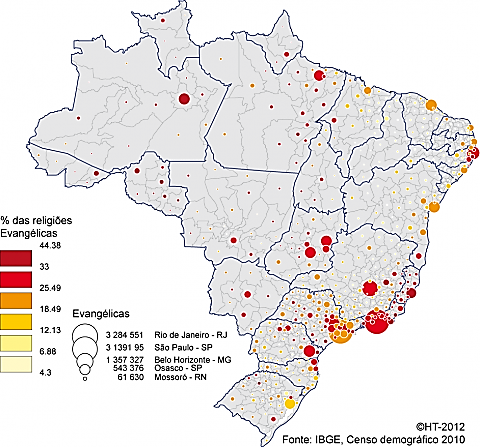 % das religiões
Evangélicas
44.38
33
25.49
18.49
12.13
6.86
4.3
Evangélicos
3 284 551 Rio de Janeiro - RJ
3 1391 95 São Paulo - SP
1 357 327 Belo Horizonte - MG
543 376 Osasco - SP
61 630 Mossoró - RN
©HT-2012
Fonte: IBGE, Censo demográfico 2010